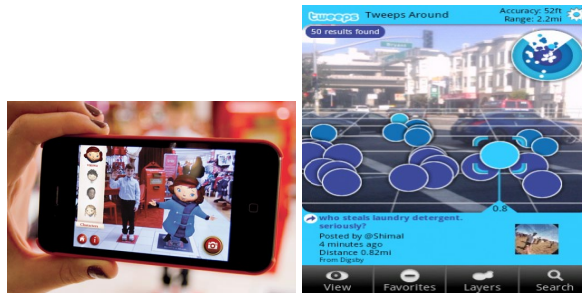 tweeps Tweeps Around
Accuracy: 52ft
Range: 2.2mi
50 results found
0.8
who steals laundry detergent.
seriously?
Posted by @Shimal
4 minutes ago
Distance 0.82mi
From Digsby
View Favorites Layers Search